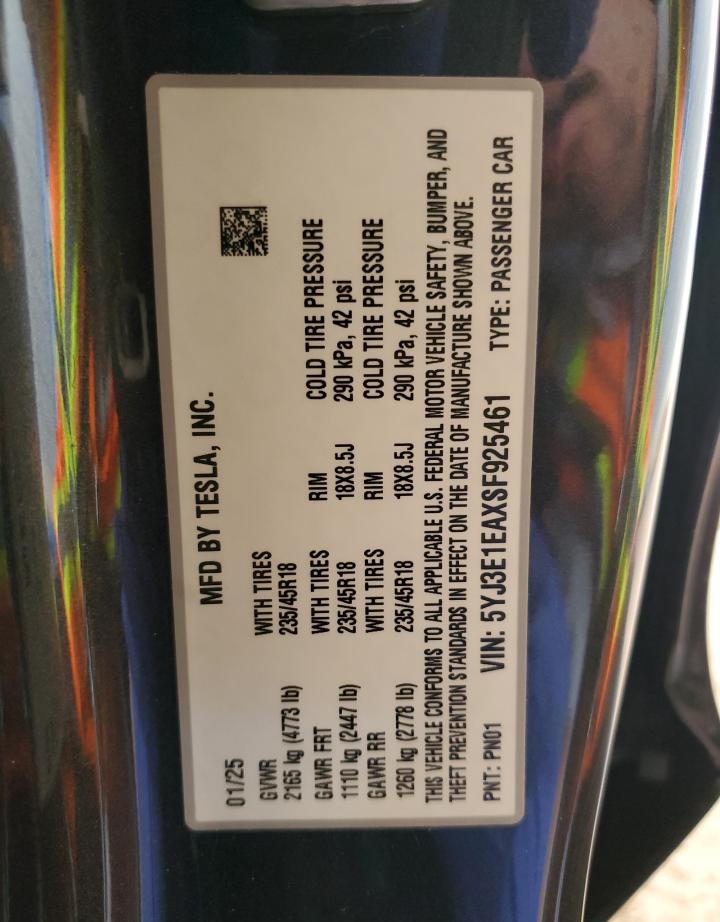 MFD BY TESLA, INC.
01/25
GVWR WITH TIRES
2165 kg (4773 lb) 235/45R18
GAWR FRT WITH TIRES RIM COLD TIRE PRESSURE
1110 kg (2447 lb) 235/45R18 18X8.5J 290 kPa, 42 psi
GAWR RR WITH TIRES RIM COLD TIRE PRESSURE
1260 kg (2778 lb) 235/45R18 18X8.5J 290 kPa, 42 psi
THIS VEHICLE CONFORMS TO ALL APPLICABLE U.S. FEDERAL MOTOR VEHICLE SAFETY, BUMPER, AND
THEFT PREVENTION STANDARDS IN EFFECT ON THE DATE OF MANUFACTURE SHOWN ABOVE.
PNT: PN01 VIN: 5YJ3E1EAXSF925461 TYPE: PASSENGER CAR